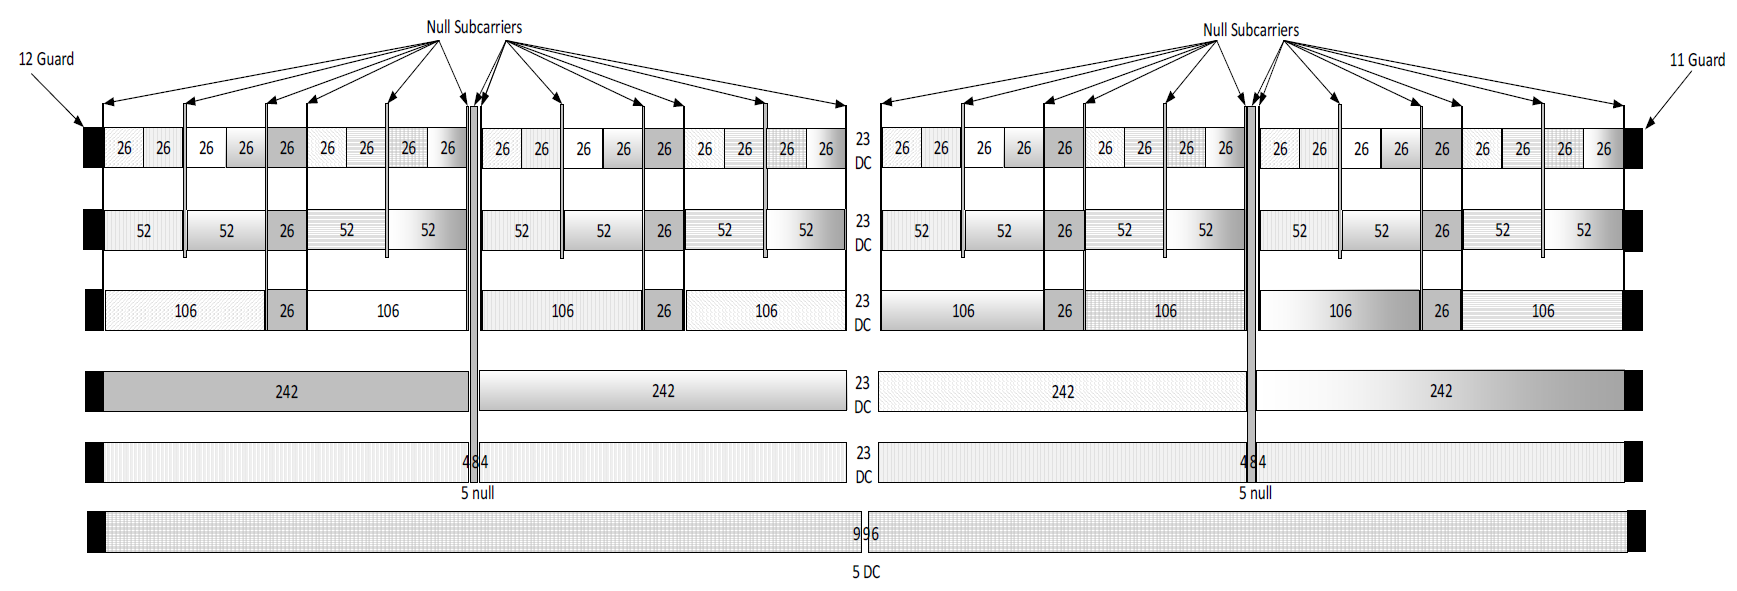 Null Subcarriers Null Subcarriers
12 Guard 11 Guard
26 26 26 26 26 26 26 26 26 26 26 26 26 26 26 26 26 26 23 DC 26 26 26 26 26 26 26 26 26 26 26 26 26 26 26 26 26 26
52 52 26 52 52 52 52 26 52 52 23 DC 52 52 26 52 52 52 52 26 52 52
106 26 106 106 26 106 23 DC 106 26 106 106 26 106
242 242 23 DC 242 242
484 23 DC 484
5 null 5 null
996
5 DC